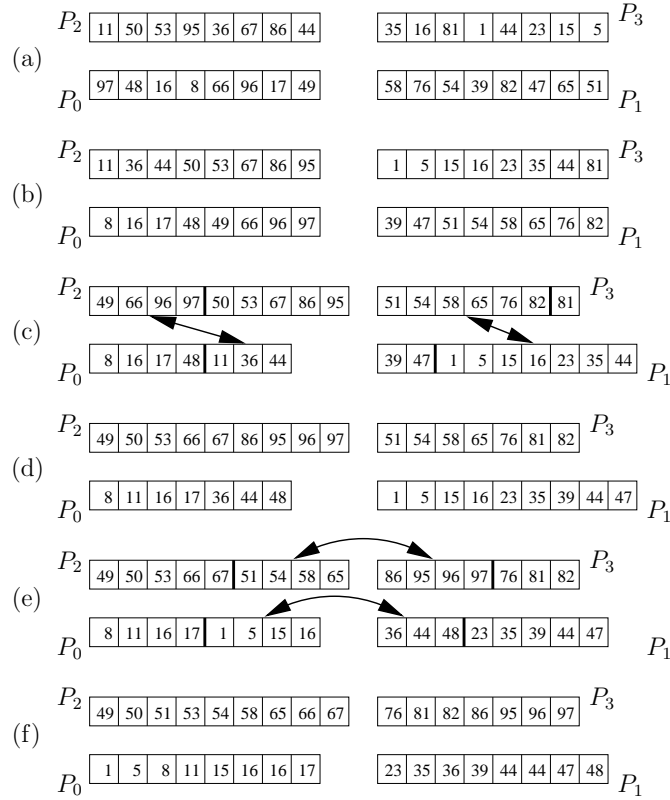 P2 11 50 53 95 36 67 86 44 35 16 81 1 44 23 15 5 P3
(a)
P0 97 48 16 8 66 96 17 49 58 76 54 39 82 47 65 51 P1
P2 11 36 44 50 53 67 86 95 1 5 15 16 23 35 44 81 P3
(b)
P0 8 16 17 48 49 66 96 97 39 47 51 54 58 65 76 82 P1
P2 49 66 96 97 50 53 67 86 95 51 54 58 65 76 82 81 P3
(c)
P0 8 16 17 48 11 36 44 39 47 1 5 15 16 23 35 44 P1
P2 49 50 53 66 67 86 95 96 97 51 54 58 65 76 81 82 P3
(d)
P0 8 11 16 17 36 44 48 1 5 15 16 23 35 39 44 47 P1
P2 49 50 53 66 67 51 54 58 65 86 95 96 97 76 81 82 P3
(e)
P0 8 11 16 17 1 5 15 16 36 44 48 23 35 39 44 47 P1
P2 49 50 51 53 54 58 65 66 67 76 81 82 86 95 96 97 P3
(f)
P0 1 5 8 11 15 16 16 17 23 35 36 39 44 44 47 48 P1